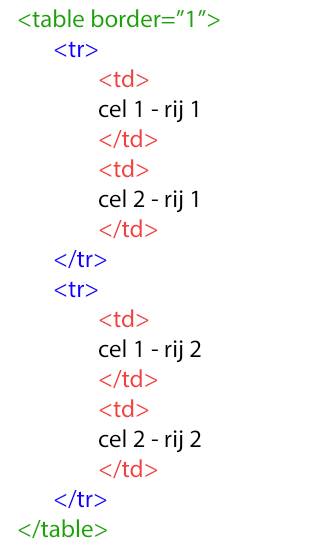 <table border=”1”>
<tr>
<td>
cel 1 - rij 1
</td>
<td>
cel 2 - rij 1
</td>
</tr>
<tr>
<td>
cel 1 - rij 2
</td>
<td>
cel 2 - rij 2
</td>
</tr>
</table>